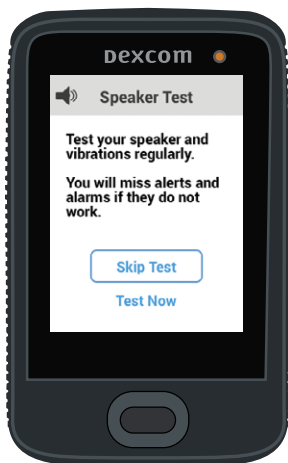 Dexcom
Speaker Test
Test your speaker and
vibrations regularly.
You will miss alerts and
alarms if they do not
work.
Skip Test
Test Now